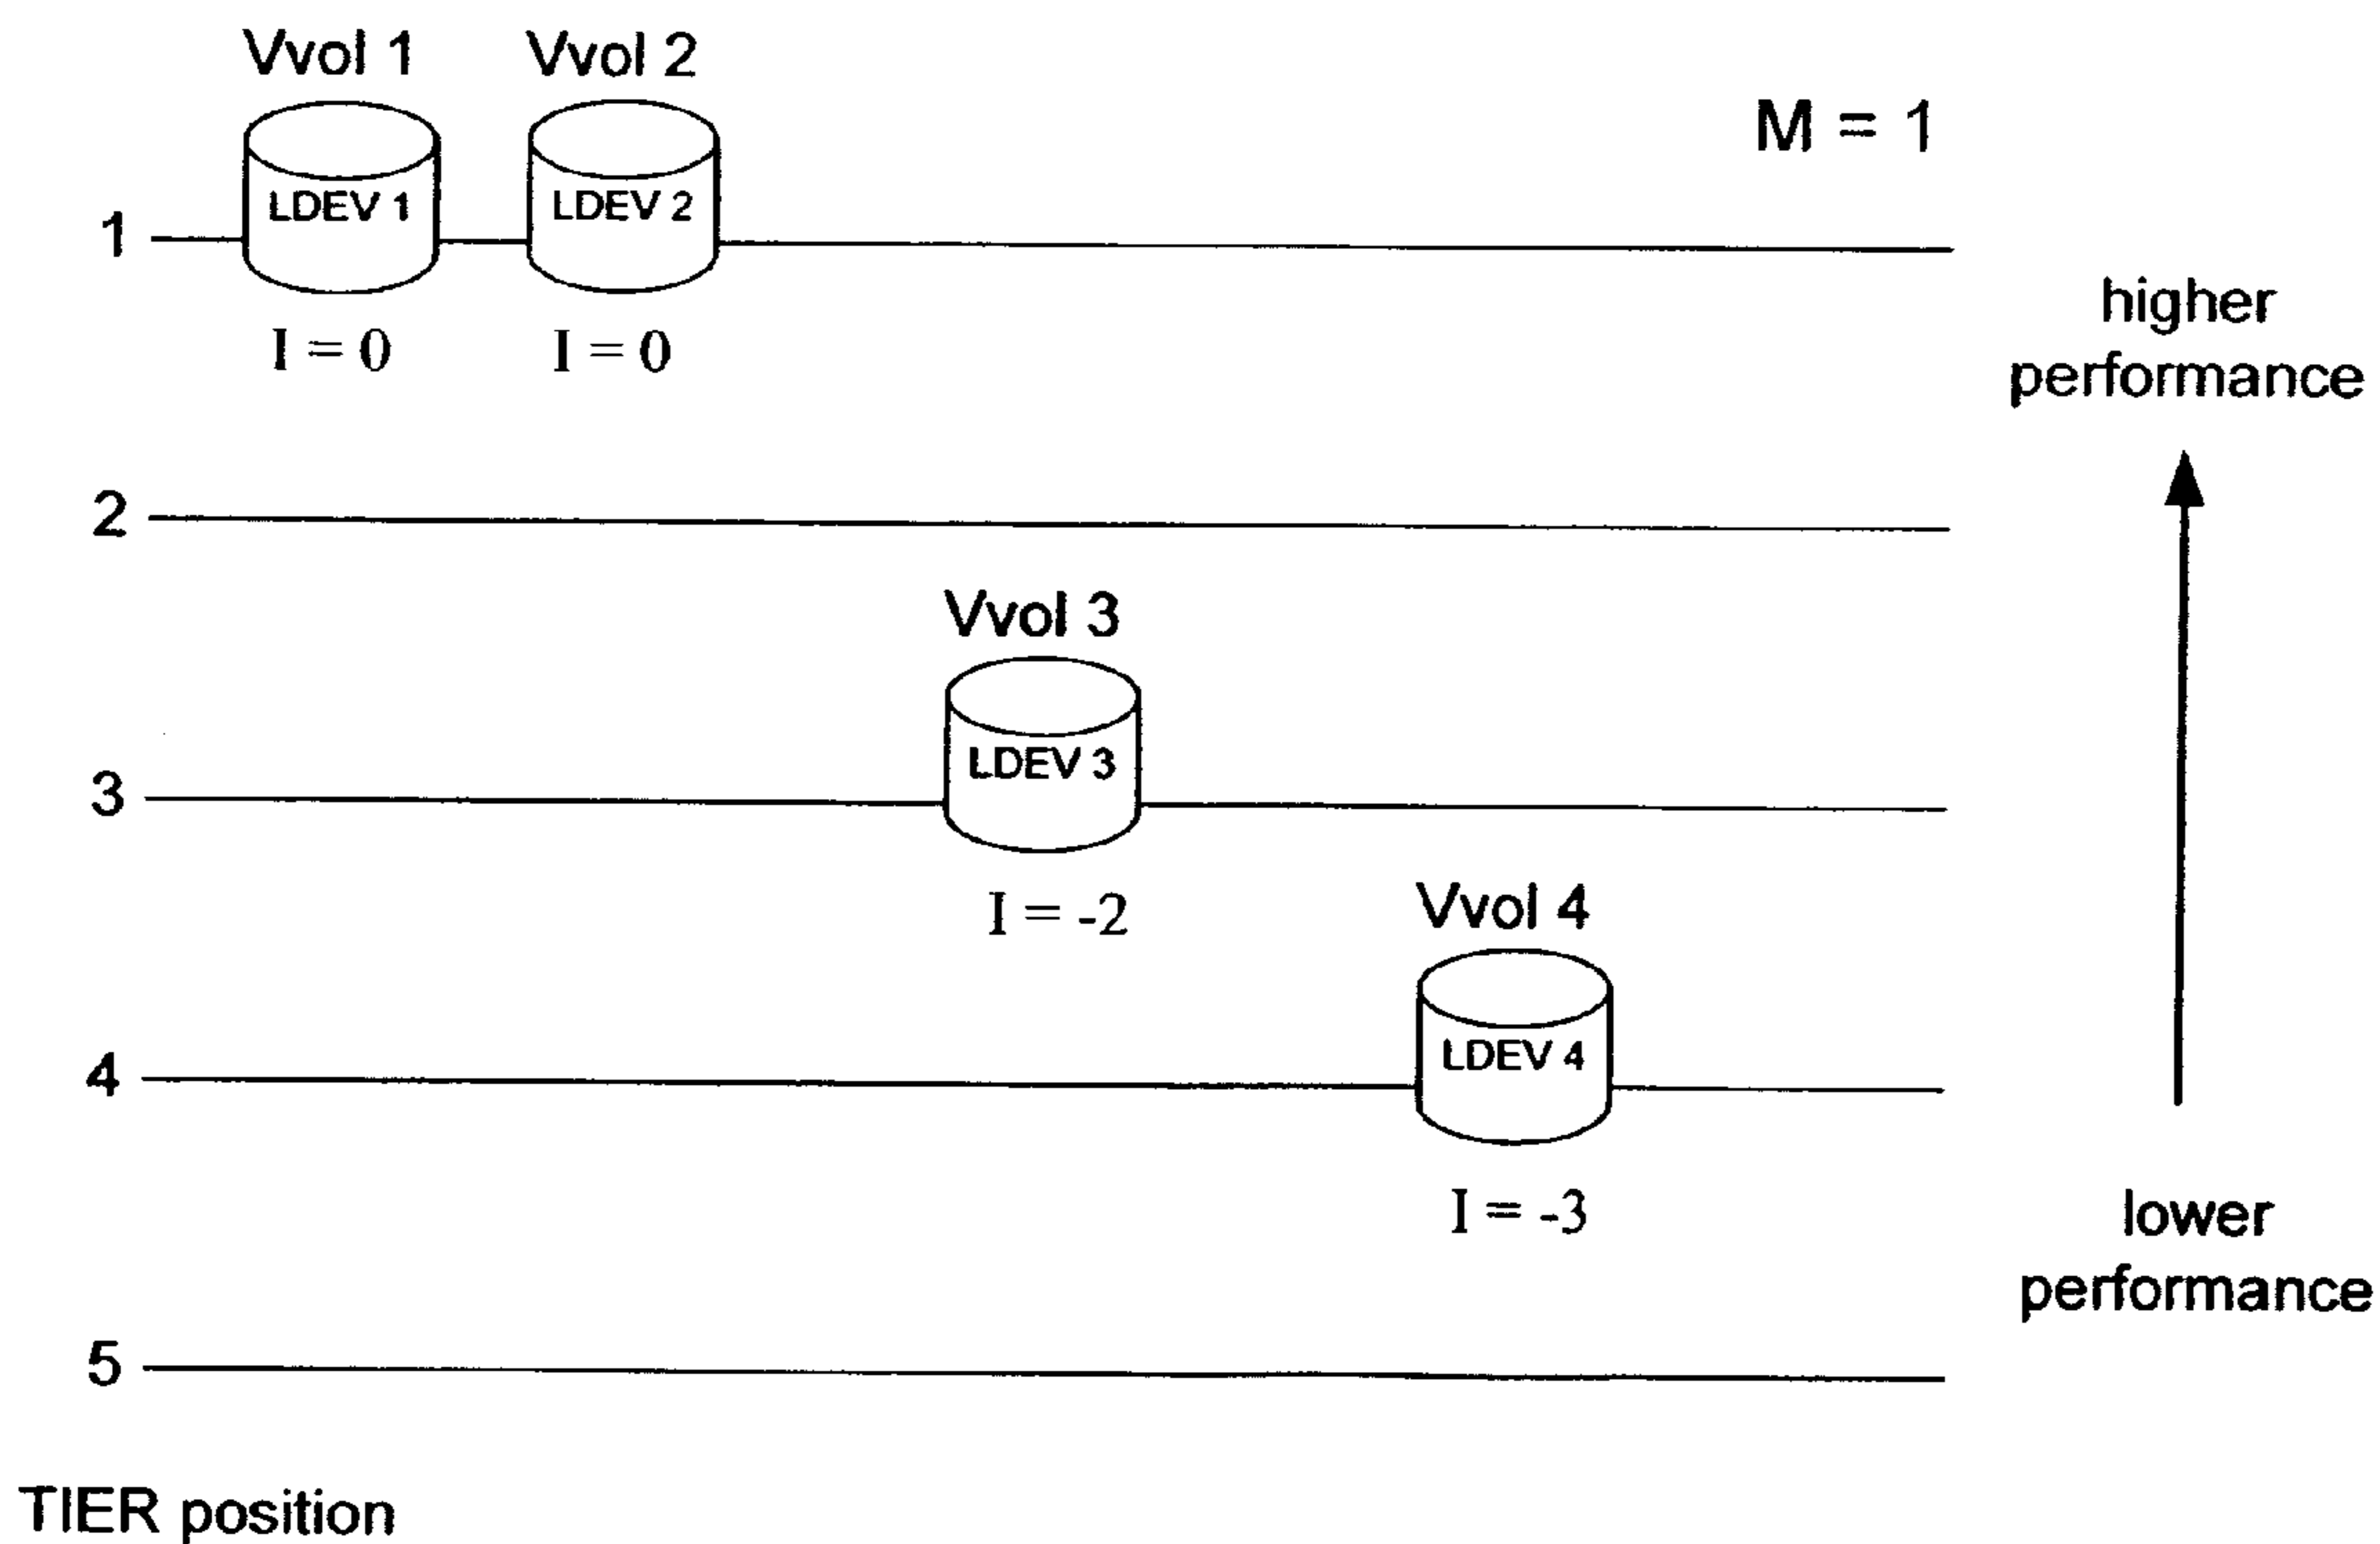 Vvol 1 Vvol 2
M = 1
LDEV 1 LDEV 2
1
I = 0 I = 0
higher
performance
2
Vvol 3
LDEV 3
3
I = -2
Vvol 4
LDEV 4
4
I = -3
lower
performance
5
TIER position